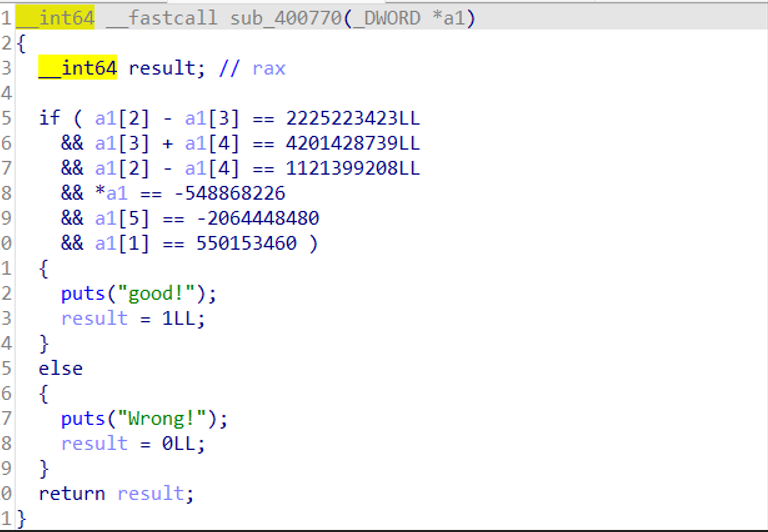 1 __int64 __fastcall sub_400770(_DWORD *a1)
2 {
3   __int64 result; // rax
4
5   if ( a1[2] - a1[3] == 2225223423LL
6     && a1[3] + a1[4] == 4201428739LL
7     && a1[2] - a1[4] == 1121399208LL
8     && *a1 == -548868226
9     && a1[5] == -2064448480
0     && a1[1] == 550153460 )
1   {
2     puts("good!");
3     result = 1LL;
4   }
5   else
6   {
7     puts("Wrong!");
8     result = 0LL;
9   }
0   return result;
1 }